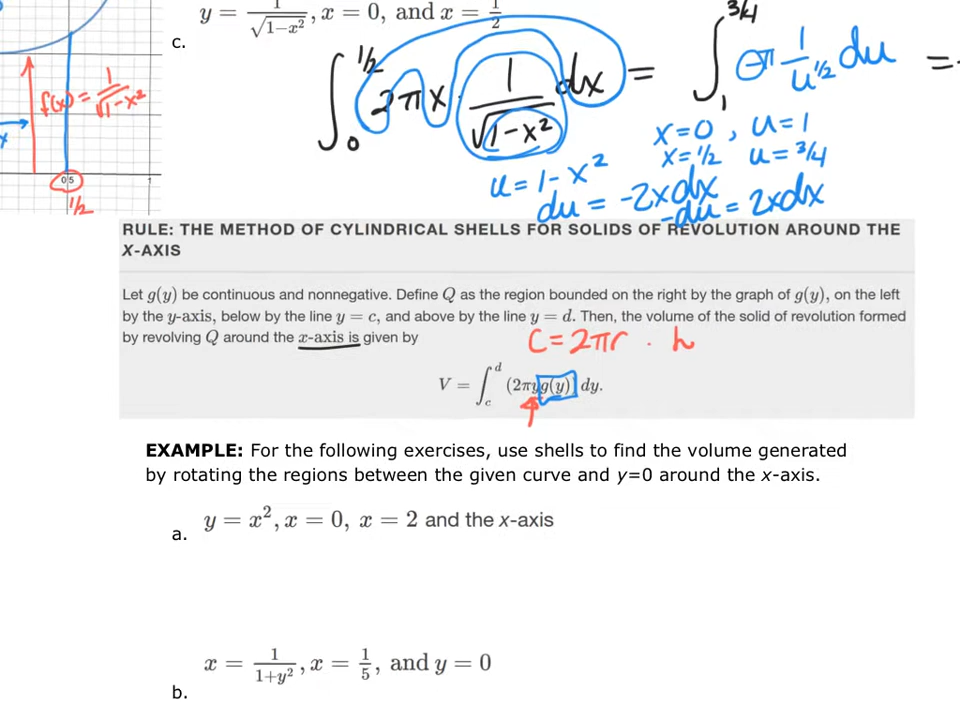 y = 1/√1−x², x = 0, and x = 1/2
c.
∫₀^1/2 2πx 1/√1−x² dx = ∫₁^3/4 −π 1/u^1/2 du =
f(x) = 1/√1−x²
x=0, u=1
x=1/2 u=3/4
u = 1−x²
du = −2xdx
−du = 2xdx
0.5
1
1/2
x
RULE: THE METHOD OF CYLINDRICAL SHELLS FOR SOLIDS OF REVOLUTION AROUND THE
X-AXIS
Let g(y) be continuous and nonnegative. Define Q as the region bounded on the right by the graph of g(y), on the left
by the y-axis, below by the line y = c, and above by the line y = d. Then, the volume of the solid of revolution formed
by revolving Q around the x-axis is given by
C=2πr · h
V = ∫_c^d (2πyg(y)) dy.
EXAMPLE: For the following exercises, use shells to find the volume generated
by rotating the regions between the given curve and y=0 around the x-axis.
a. y = x², x = 0, x = 2 and the x-axis
b. x = 1/1+y², x = 1/5, and y = 0